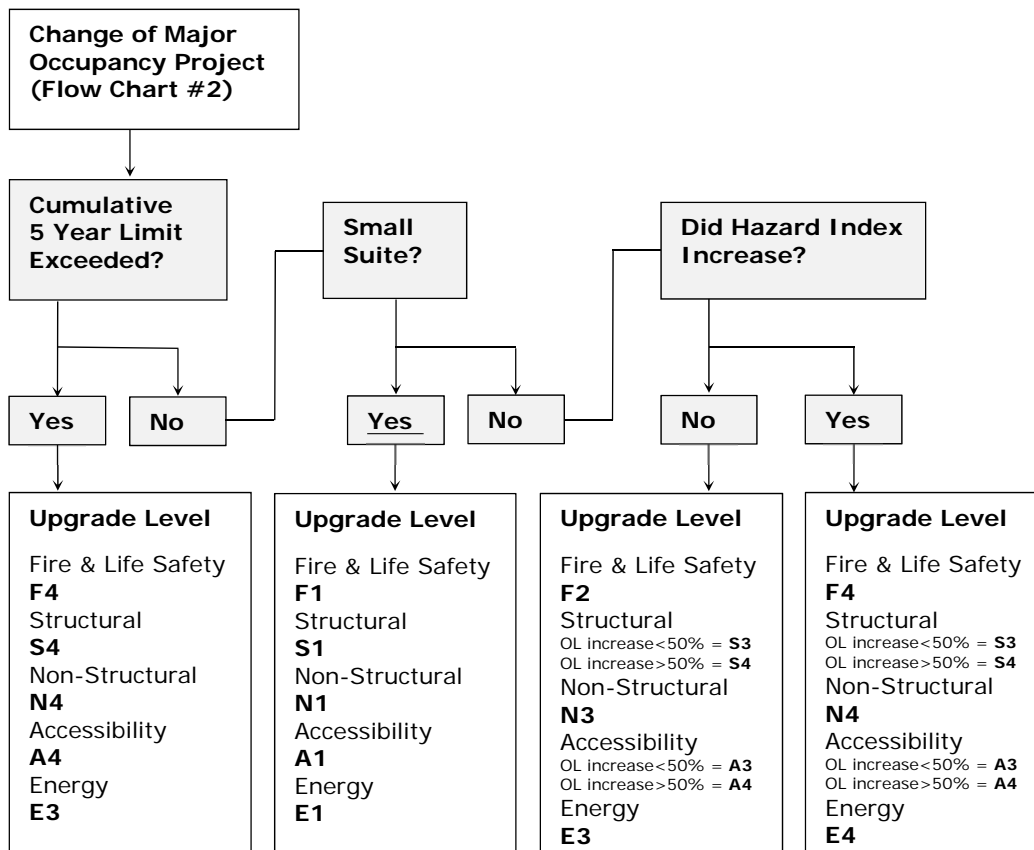 Change of Major
Occupancy Project
(Flow Chart #2)
Cumulative
5 Year Limit
Exceeded?
Small
Suite?
Did Hazard Index
Increase?
Yes
No
Yes
No
No
Yes
Upgrade Level
Fire & Life Safety
F4
Structural
S4
Non-Structural
N4
Accessibility
A4
Energy
E3
Upgrade Level
Fire & Life Safety
F1
Structural
S1
Non-Structural
N1
Accessibility
A1
Energy
E1
Upgrade Level
Fire & Life Safety
F2
Structural
OL increase<50% = S3
OL increase>50% = S4
Non-Structural
N3
Accessibility
OL increase<50% = A3
OL increase>50% = A4
Energy
E3
Upgrade Level
Fire & Life Safety
F4
Structural
OL increase<50% = S3
OL increase>50% = S4
Non-Structural
N4
Accessibility
OL increase<50% = A3
OL increase>50% = A4
Energy
E4